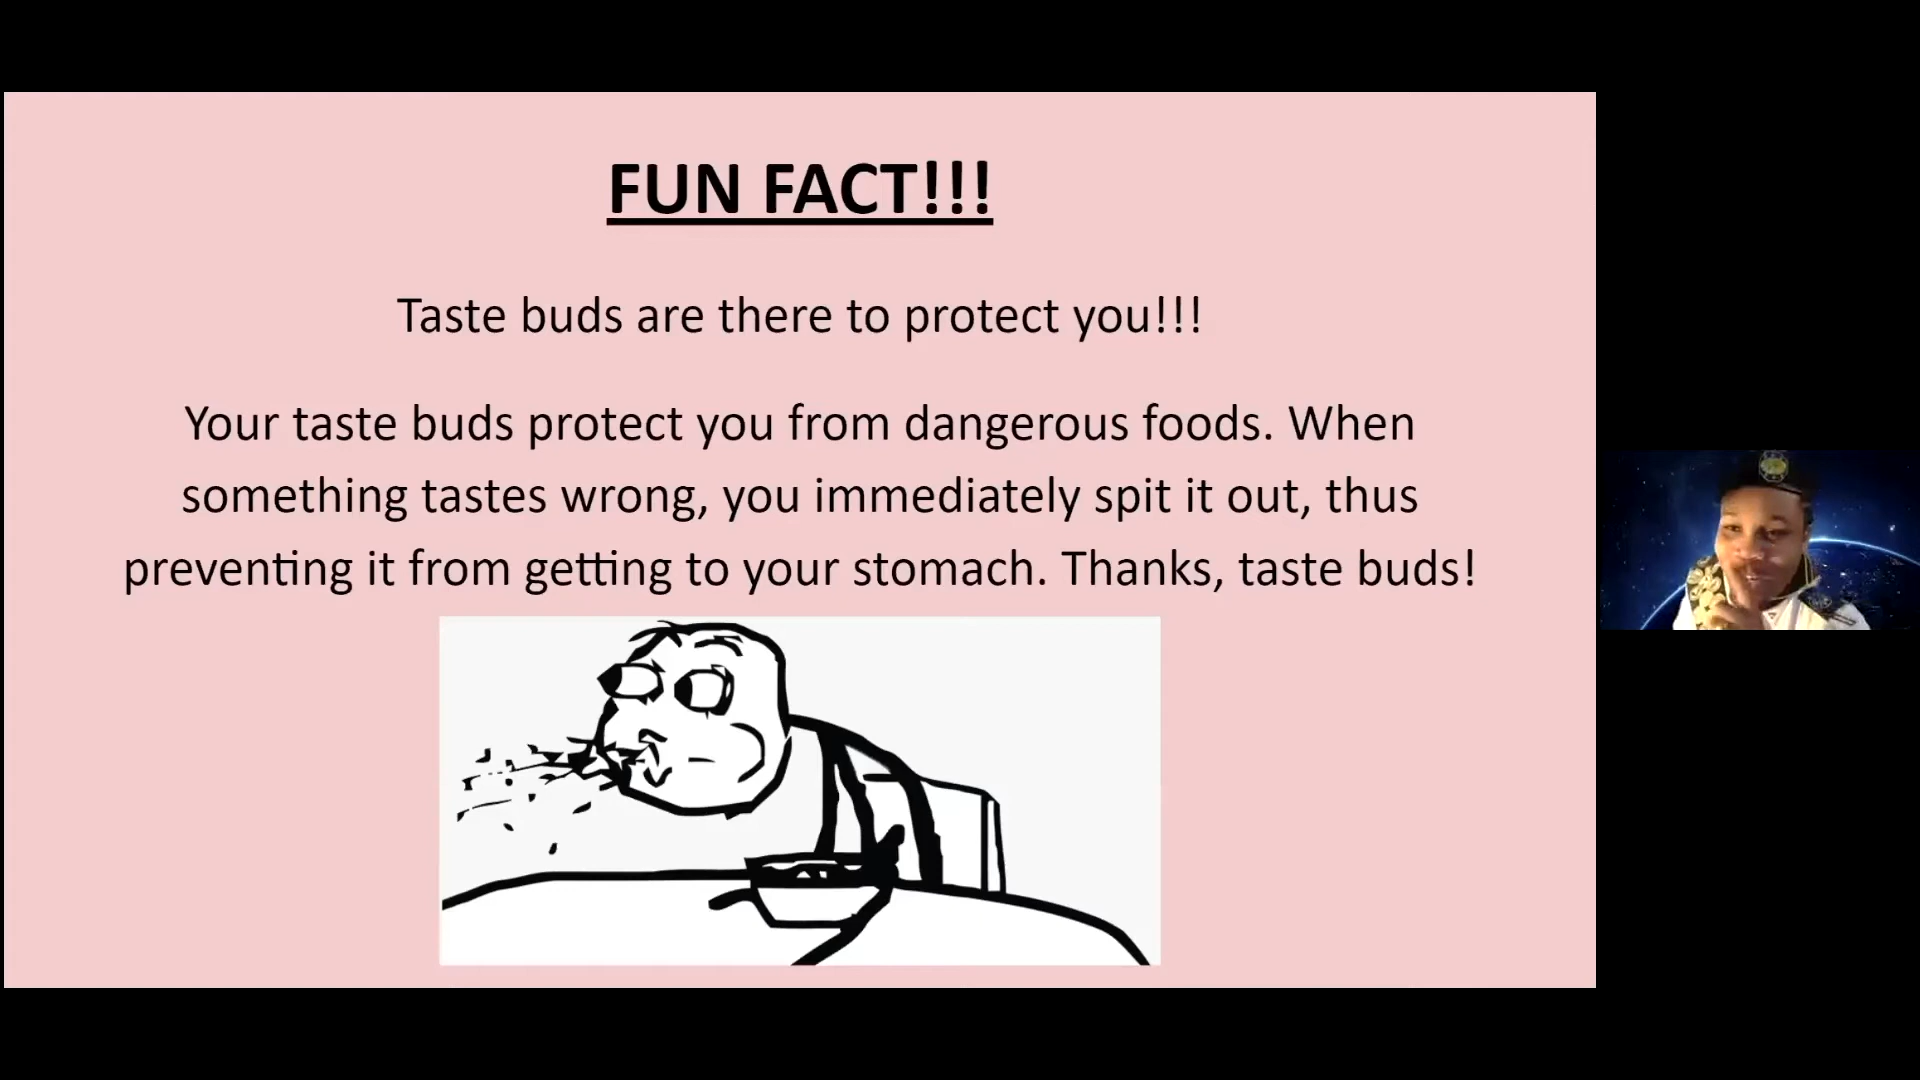 FUN FACT!!!
Taste buds are there to protect you!!!
Your taste buds protect you from dangerous foods. When
something tastes wrong, you immediately spit it out, thus
preventing it from getting to your stomach. Thanks, taste buds!